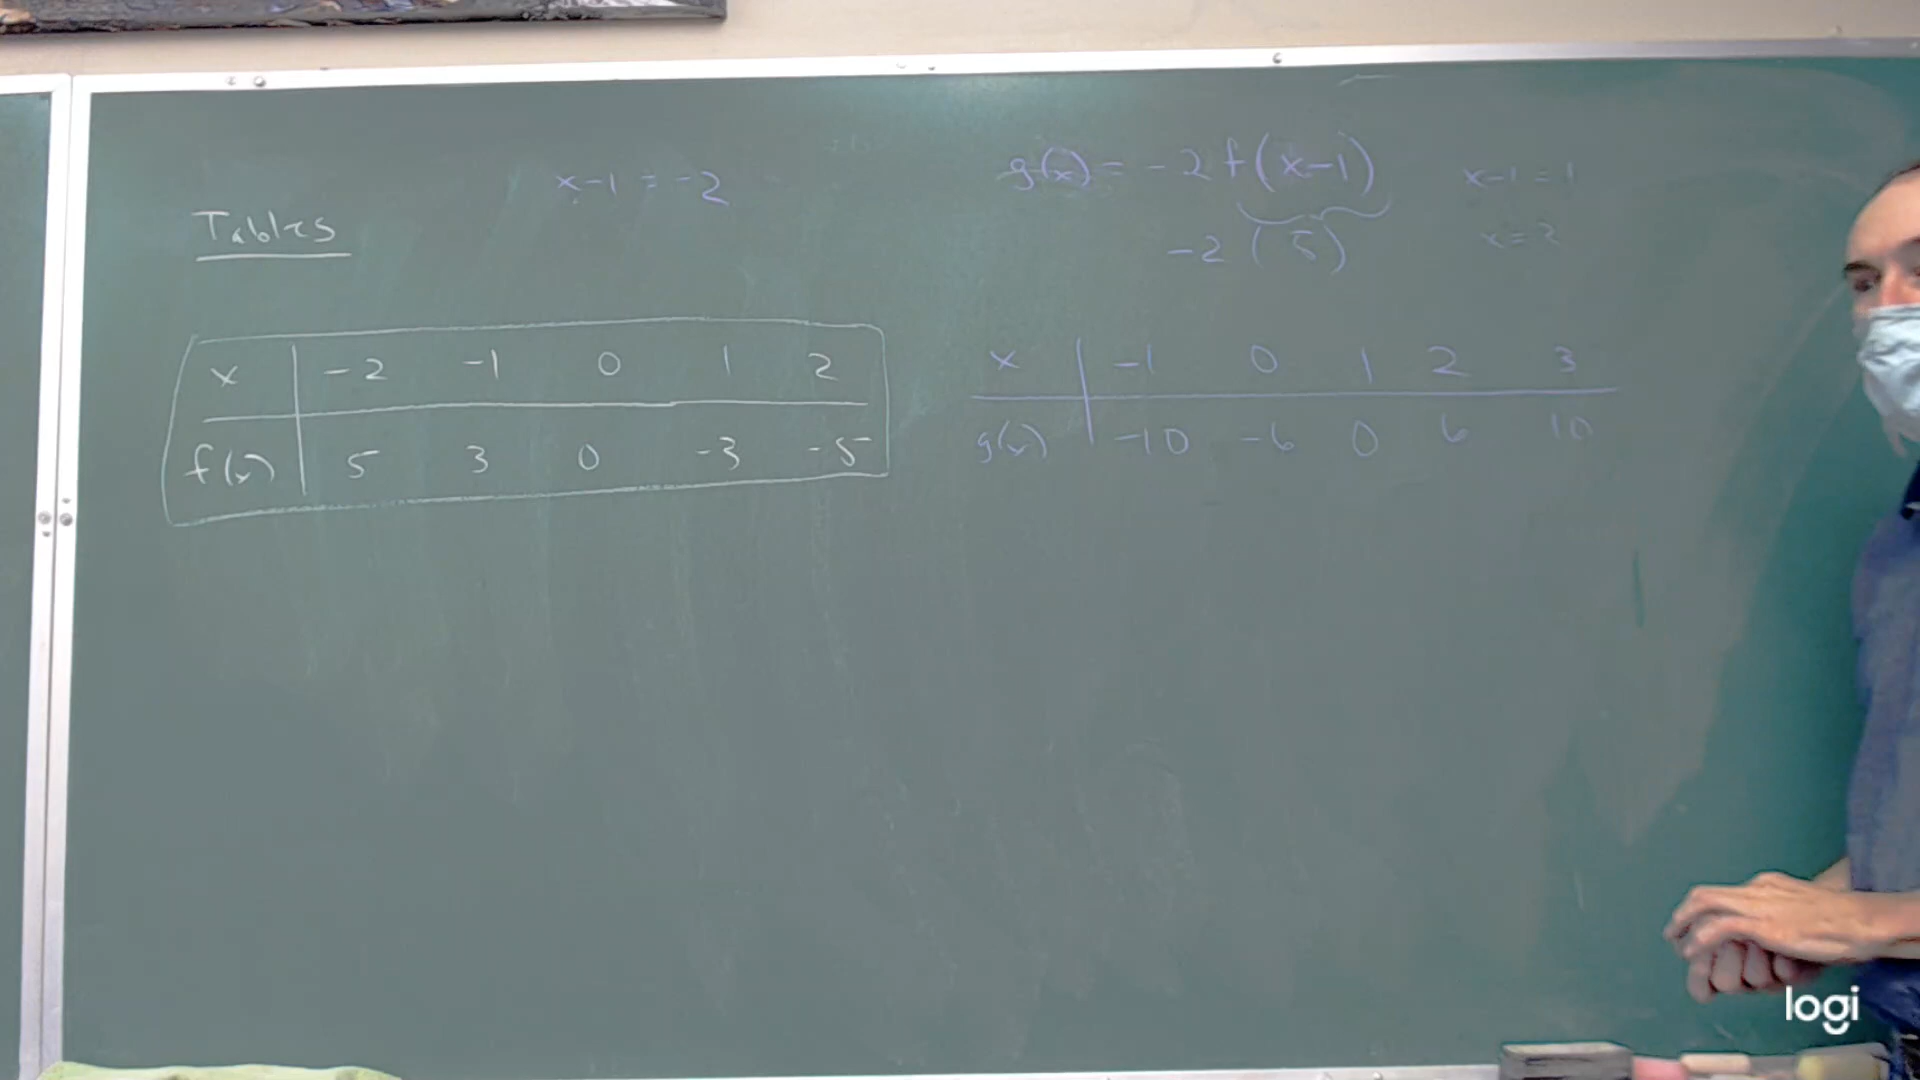 x-1 = -2
Tables
x | -2 -1 0 1 2
f(x) | 5 3 0 -3 -5
g(x) = -2 f(x-1)
-2 (5)
x-1 = 1
x = 2
x | -1 0 1 2 3
g(x) | -10 -6 0 6 10
logi